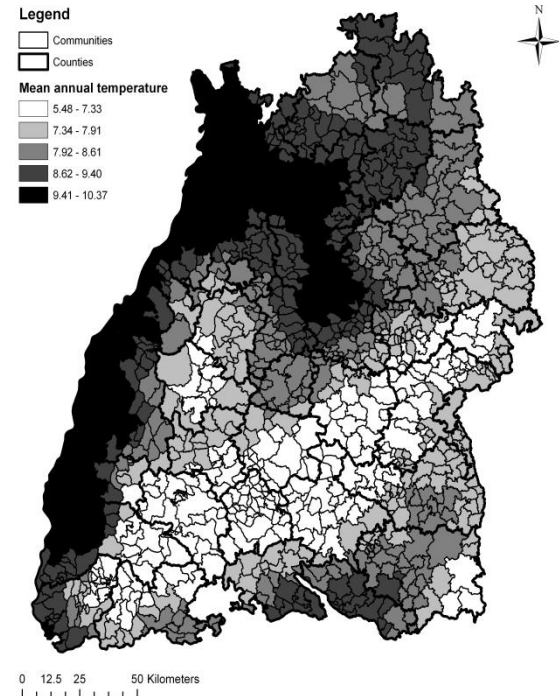 Legend
Communities
Counties
Mean annual temperature
5.48 - 7.33
7.34 - 7.91
7.92 - 8.61
8.62 - 9.40
9.41 - 10.37
N
0 12.5 25 50 Kilometers